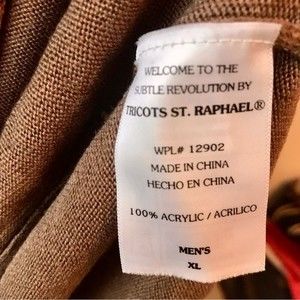 WELCOME TO THE
SUBTLE REVOLUTION BY
TRICOTS ST. RAPHAEL®
WPL# 12902
MADE IN CHINA
HECHO EN CHINA
100% ACRYLIC / ACRILICO
MEN'S
XL